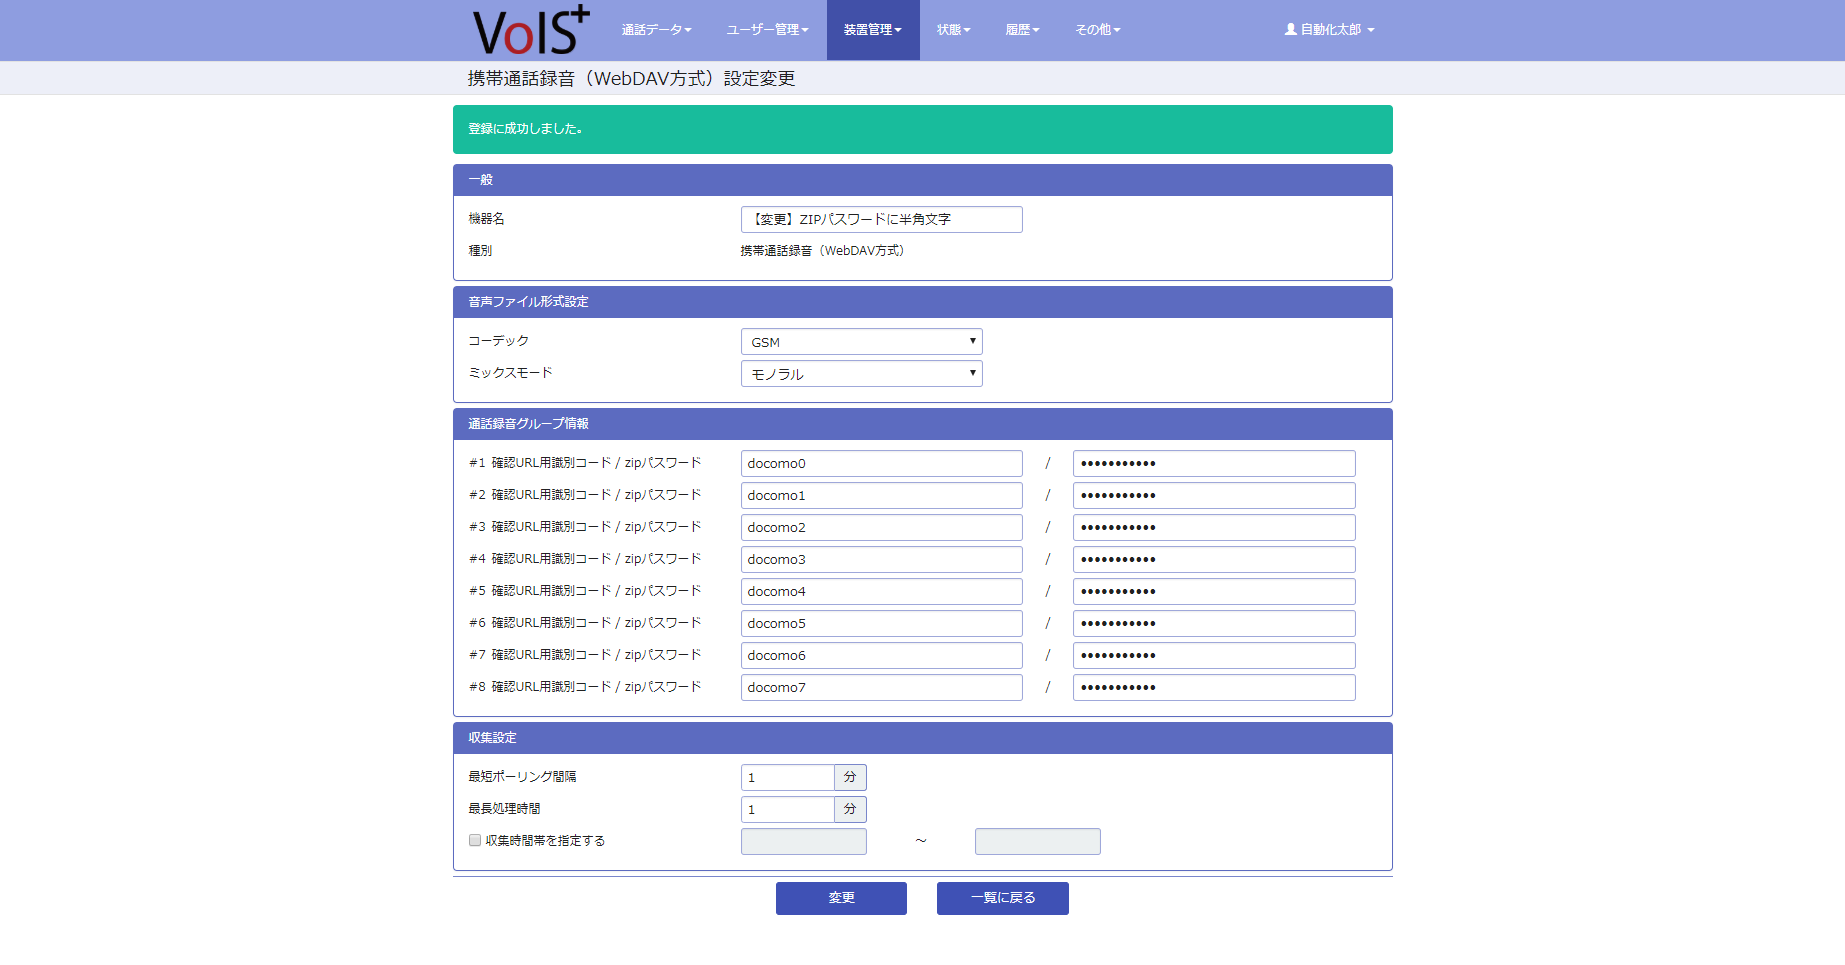 VoIS+ 通話データ ユーザー管理 装置管理 状態 履歴 その他 自動化太郎
携帯通話録音（WebDAV方式）設定変更
登録に成功しました。
一般
機器名 【変更】ZIPパスワードに半角文字
種別 携帯通話録音（WebDAV方式）
音声ファイル形式設定
コーデック GSM
ミックスモード モノラル
通話録音グループ情報
#1 確認URL用識別コード / zipパスワード docomo0 / •••••••••••
#2 確認URL用識別コード / zipパスワード docomo1 / •••••••••••
#3 確認URL用識別コード / zipパスワード docomo2 / •••••••••••
#4 確認URL用識別コード / zipパスワード docomo3 / •••••••••••
#5 確認URL用識別コード / zipパスワード docomo4 / •••••••••••
#6 確認URL用識別コード / zipパスワード docomo5 / •••••••••••
#7 確認URL用識別コード / zipパスワード docomo6 / •••••••••••
#8 確認URL用識別コード / zipパスワード docomo7 / •••••••••••
収集設定
最短ポーリング間隔 1 分
最長処理時間 1 分
収集時間帯を指定する ～
変更 一覧に戻る